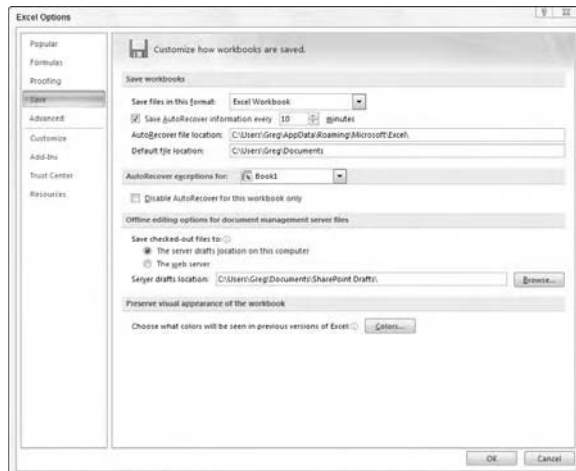 Excel Options
Popular
Formulas
Proofing
Save
Advanced
Customize
Add-Ins
Trust Center
Resources
Customize how workbooks are saved.
Save workbooks
Save files in this format: Excel Workbook
Save AutoRecover information every 10 minutes
AutoRecover file location: C:\Users\Greg\AppData\Roaming\Microsoft\Excel\
Default file location: C:\Users\Greg\Documents
AutoRecover exceptions for: Book1
Disable AutoRecover for this workbook only
Offline editing options for document management server files
Save checked-out files to:
The server drafts location on this computer
The web server
Server drafts location: C:\Users\Greg\Documents\SharePoint Drafts\
Browse...
Preserve visual appearance of the workbook
Choose what colors will be seen in previous versions of Excel: Colors...
OK Cancel